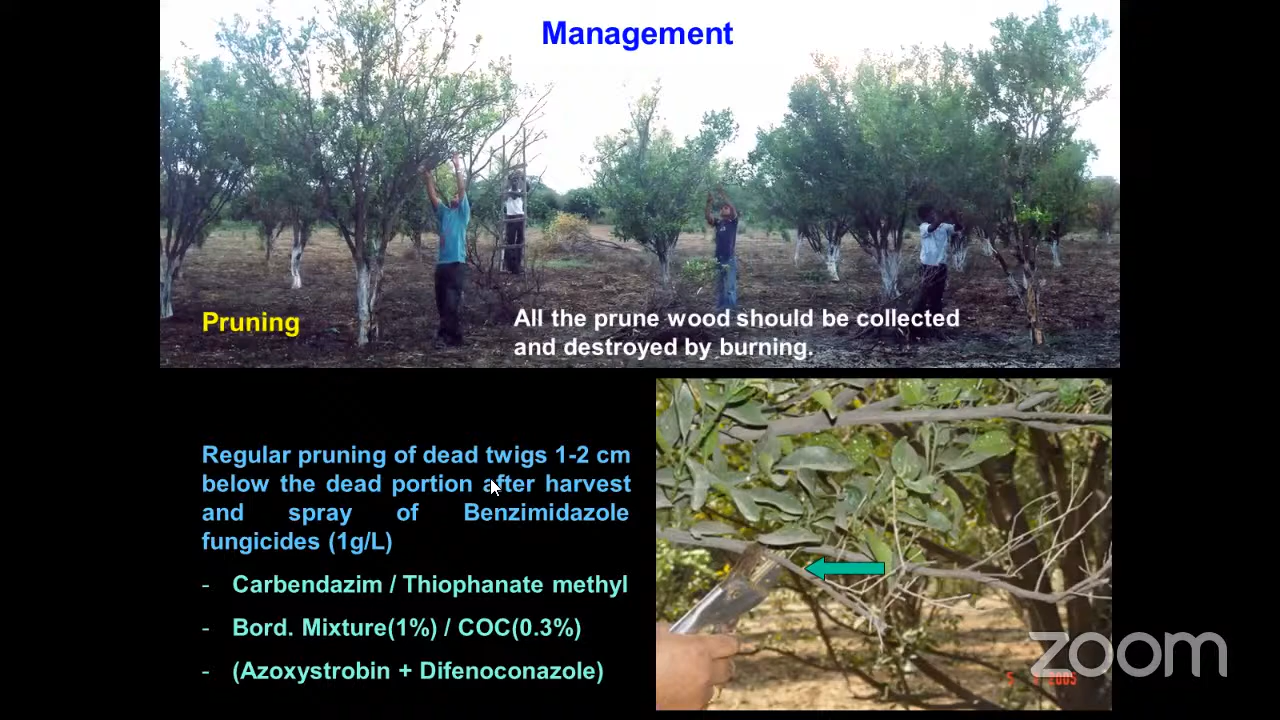 Management
Pruning
All the prune wood should be collected
and destroyed by burning.
Regular pruning of dead twigs 1-2 cm
below the dead portion after harvest
and spray of Benzimidazole
fungicides (1g/L)
- Carbendazim / Thiophanate methyl
- Bord. Mixture(1%) / COC(0.3%)
- (Azoxystrobin + Difenoconazole)
zoom